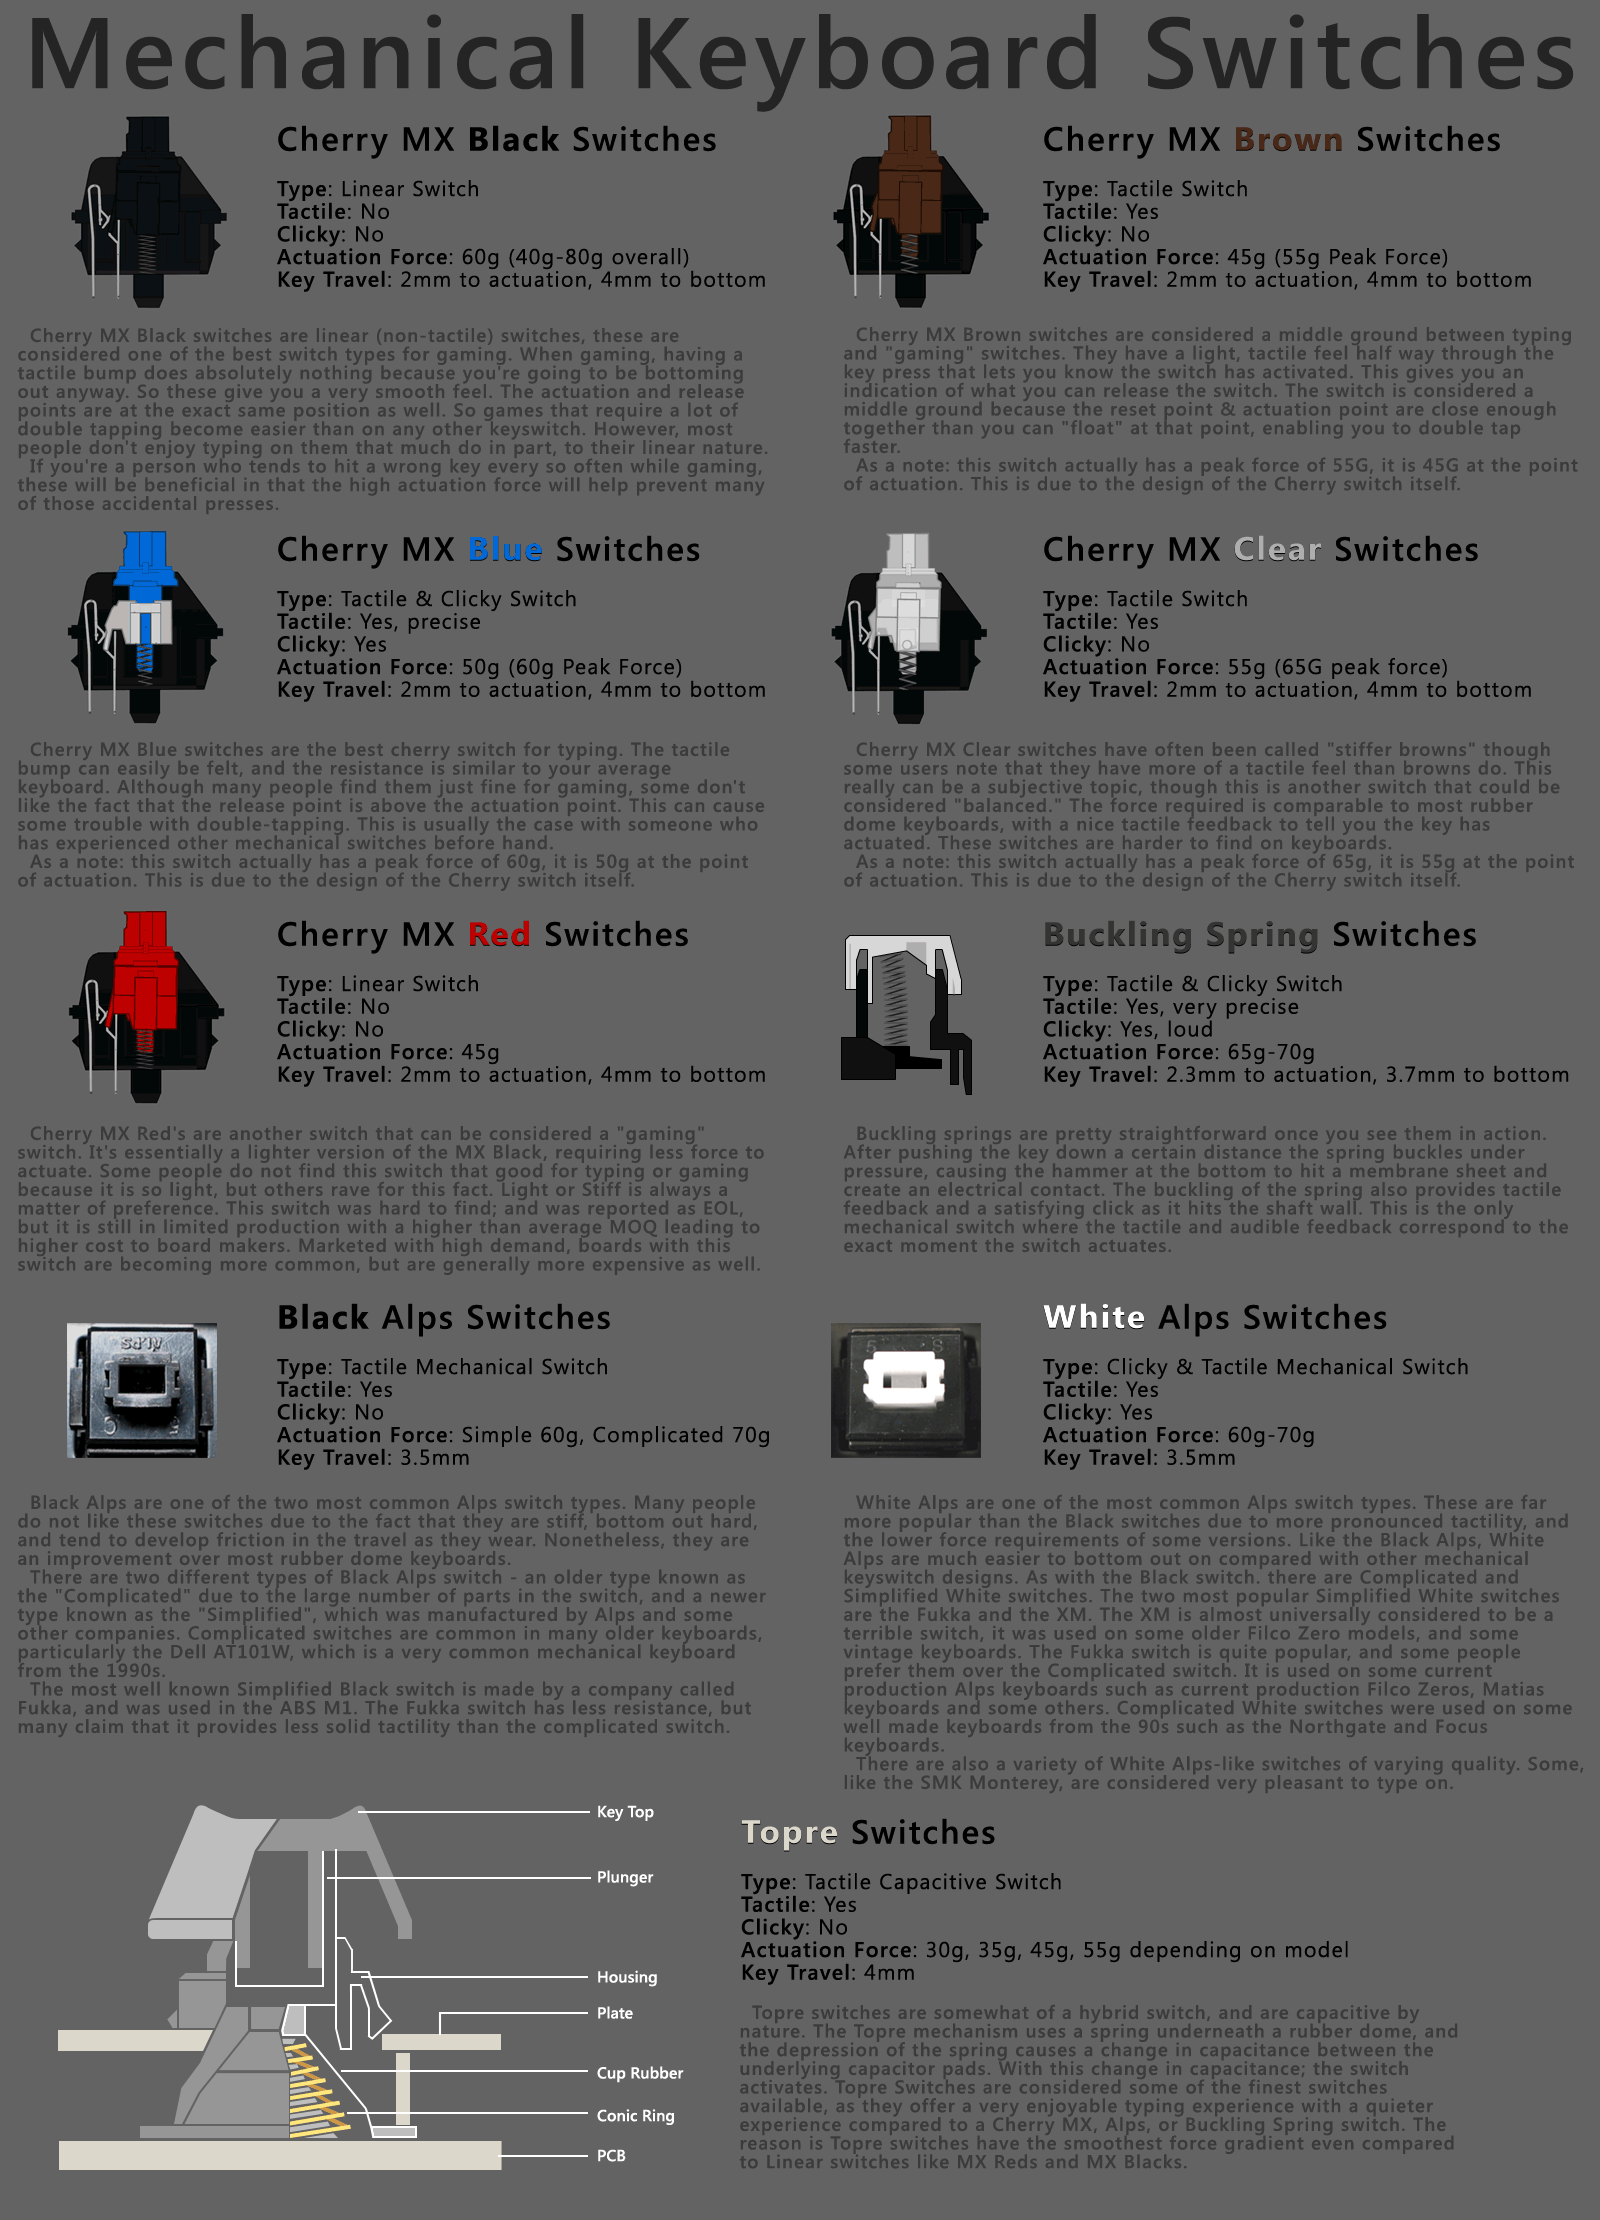 Mechanical Keyboard Switches
Cherry MX Black Switches
Type: Linear Switch
Tactile: No
Clicky: No
Actuation Force: 60g (40g-80g overall)
Key Travel: 2mm to actuation, 4mm to bottom
Cherry MX Black switches are linear (non-tactile) switches, these are
considered one of the best switch types for gaming. When gaming, having a
tactile bump does absolutely nothing because you're going to be bottoming
out anyway. So these give you a very smooth feel. The actuation and release
points are at the exact same position as well. So games that require a lot of
double tapping become easier than on any other keyswitch. However, most
people don't enjoy typing on them that much do in part, to their linear nature.
If you're a person who tends to hit a wrong key every so often while gaming,
these will be beneficial in that the high actuation force will help prevent many
of those accidental presses.
Cherry MX Brown Switches
Type: Tactile Switch
Tactile: Yes
Clicky: No
Actuation Force: 45g (55g Peak Force)
Key Travel: 2mm to actuation, 4mm to bottom
Cherry MX Brown switches are considered a middle ground between typing
and "gaming" switches. They have a light, tactile feel half way through the
key press that lets you know the switch has activated. This gives you an
indication of what you can release the switch. The switch is considered a
middle ground because the reset point & actuation point are close enough
together than you can "float" at that point, enabling you to double tap
faster.
As a note: this switch actually has a peak force of 55G, it is 45G at the point
of actuation. This is due to the design of the Cherry switch itself.
Cherry MX Blue Switches
Type: Tactile & Clicky Switch
Tactile: Yes, precise
Clicky: Yes
Actuation Force: 50g (60g Peak Force)
Key Travel: 2mm to actuation, 4mm to bottom
Cherry MX Blue switches are the best cherry switch for typing. The tactile
bump can easily be felt, and the resistance is similar to your average
keyboard. Although many people find them just fine for gaming, some don't
like the fact that the release point is above the actuation point. This can cause
some trouble with double-tapping. This is usually the case with someone who
has experienced other mechanical switches before hand.
As a note: this switch actually has a peak force of 60g, it is 50g at the point
of actuation. This is due to the design of the Cherry switch itself.
Cherry MX Clear Switches
Type: Tactile Switch
Tactile: Yes
Clicky: No
Actuation Force: 55g (65G peak force)
Key Travel: 2mm to actuation, 4mm to bottom
Cherry MX Clear switches have often been called "stiffer browns" though
some users note that they have more of a tactile feel than browns do. This
really can be a subjective topic, though this is another switch that could be
considered "balanced." The force required is comparable to most rubber
dome keyboards, with a nice tactile feedback to tell you the key has
actuated. These switches are harder to find on keyboards.
As a note: this switch actually has a peak force of 65g, it is 55g at the point
of actuation. This is due to the design of the Cherry switch itself.
Cherry MX Red Switches
Type: Linear Switch
Tactile: No
Clicky: No
Actuation Force: 45g
Key Travel: 2mm to actuation, 4mm to bottom
Cherry MX Red's are another switch that can be considered a "gaming"
switch. It's essentially a lighter version of the MX Black, requiring less force to
actuate. Some people do not find this switch that good for typing or gaming
because it is so light, but others rave for this fact. Light or Stiff is always a
matter of preference. This switch was hard to find; and was reported as EOL,
but it is still in limited production with a higher than average MOQ leading to
higher cost to board makers. Marketed with high demand, boards with this
switch are becoming more common, but are generally more expensive as well.
Buckling Spring Switches
Type: Tactile & Clicky Switch
Tactile: Yes, very precise
Clicky: Yes, loud
Actuation Force: 65g-70g
Key Travel: 2.3mm to actuation, 3.7mm to bottom
Buckling springs are pretty straightforward once you see them in action.
After pushing the key down a certain distance the spring buckles under
pressure, causing the hammer at the bottom to hit a membrane sheet and
create an electrical contact. The buckling of the spring also provides tactile
feedback and a satisfying click as it hits the shaft wall. This is the only
mechanical switch where the tactile and audible feedback correspond to the
exact moment the switch actuates.
Black Alps Switches
Type: Tactile Mechanical Switch
Tactile: Yes
Clicky: No
Actuation Force: Simple 60g, Complicated 70g
Key Travel: 3.5mm
ALPS
Black Alps are one of the two most common Alps switch types. Many people
do not like these switches due to the fact that they are stiff, bottom out hard,
and tend to develop friction in the travel as they wear. Nonetheless, they are
an improvement over most rubber dome keyboards.
There are two different types of Black Alps switch - an older type known as
the "Complicated" due to the large number of parts in the switch, and a newer
type known as the "Simplified", which was manufactured by Alps and some
other companies. Complicated switches are common in many older keyboards,
particularly the Dell AT101W, which is a very common mechanical keyboard
from the 1990s.
The most well known Simplified Black switch is made by a company called
Fukka, and was used in the ABS M1. The Fukka switch has less resistance, but
many claim that it provides less solid tactility than the complicated switch.
White Alps Switches
Type: Clicky & Tactile Mechanical Switch
Tactile: Yes
Clicky: Yes
Actuation Force: 60g-70g
Key Travel: 3.5mm
White Alps are one of the most common Alps switch types. These are far
more popular than the Black switches due to more pronounced tactility, and
the lower force requirements of some versions. Like the Black Alps, White
Alps are much easier to bottom out on compared with other mechanical
keyswitch designs. As with the Black switch. there are Complicated and
Simplified White switches. The two most popular Simplified White switches
are the Fukka and the XM. The XM is almost universally considered to be a
terrible switch, it was used on some older Filco Zero models, and some
vintage keyboards. The Fukka switch is quite popular, and some people
prefer them over the Complicated switch. It is used on some current
production Alps keyboards such as current production Filco Zeros, Matias
keyboards and some others. Complicated White switches were used on some
well made keyboards from the 90s such as the Northgate and Focus
keyboards.
There are also a variety of White Alps-like switches of varying quality. Some,
like the SMK Monterey, are considered very pleasant to type on.
Key Top
Plunger
Housing
Plate
Cup Rubber
Conic Ring
PCB
Topre Switches
Type: Tactile Capacitive Switch
Tactile: Yes
Clicky: No
Actuation Force: 30g, 35g, 45g, 55g depending on model
Key Travel: 4mm
Topre switches are somewhat of a hybrid switch, and are capacitive by
nature. The Topre mechanism uses a spring underneath a rubber dome, and
the depression of the spring causes a change in capacitance between the
underlying capacitor pads. With this change in capacitance; the switch
activates. Topre Switches are considered some of the finest switches
available, as they offer a very enjoyable typing experience with a quieter
experience compared to a Cherry MX, Alps, or Buckling Spring switch. The
reason is Topre switches have the smoothest force gradient even compared
to Linear switches like MX Reds and MX Blacks.